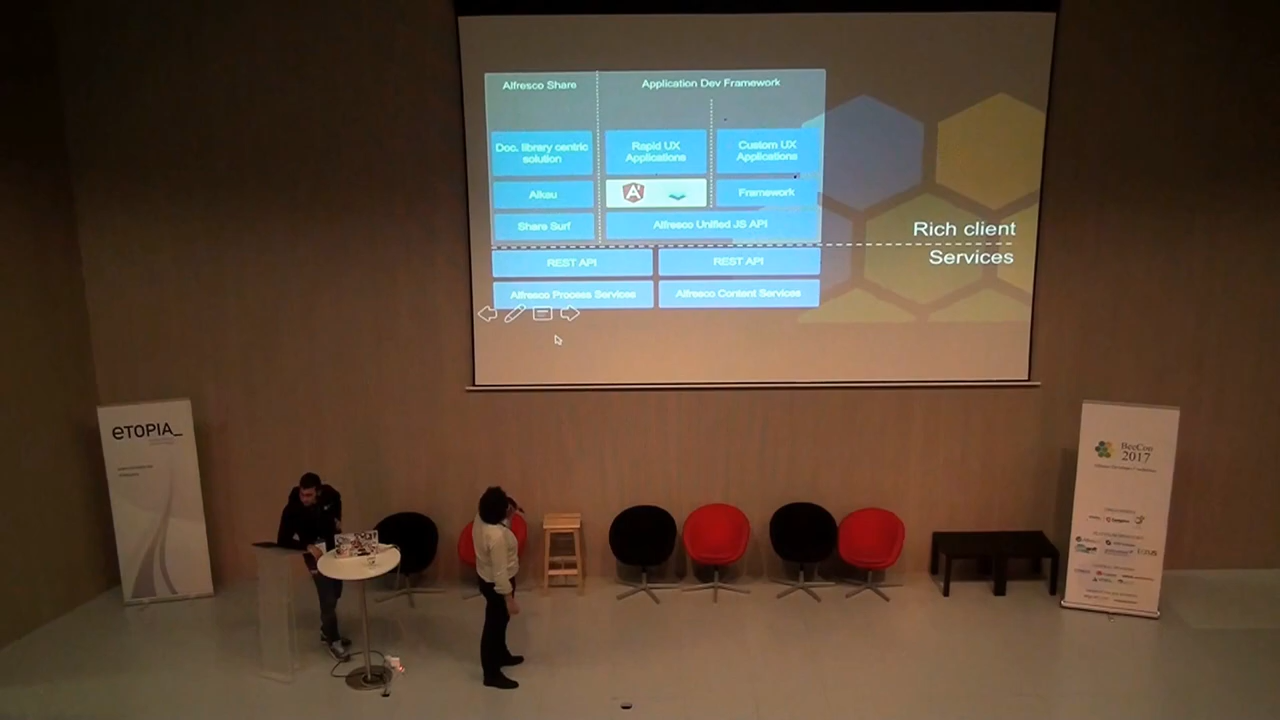 Alfresco Share
Application Dev Framework
Doc. library centric
solution
Rapid UX
Applications
Custom UX
Applications
Aikau
A
Framework
Share Surf
Alfresco Unified JS API
Rich client
Services
REST API
REST API
Alfresco Process Services
Alfresco Content Services
eTOPIA_
BeeCon
2017